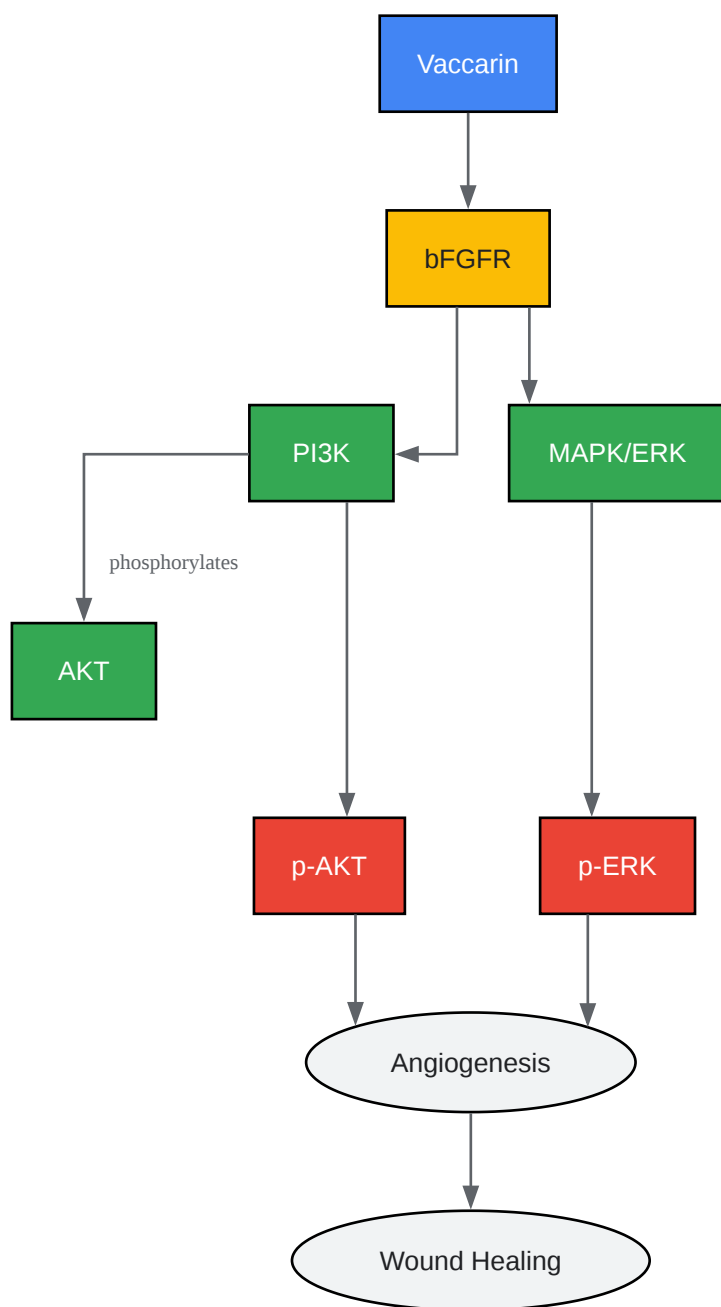 Vaccarin
bFGFR
PI3K
MAPK/ERK
phosphorylates
AKT
p-AKT
p-ERK
Angiogenesis
Wound Healing